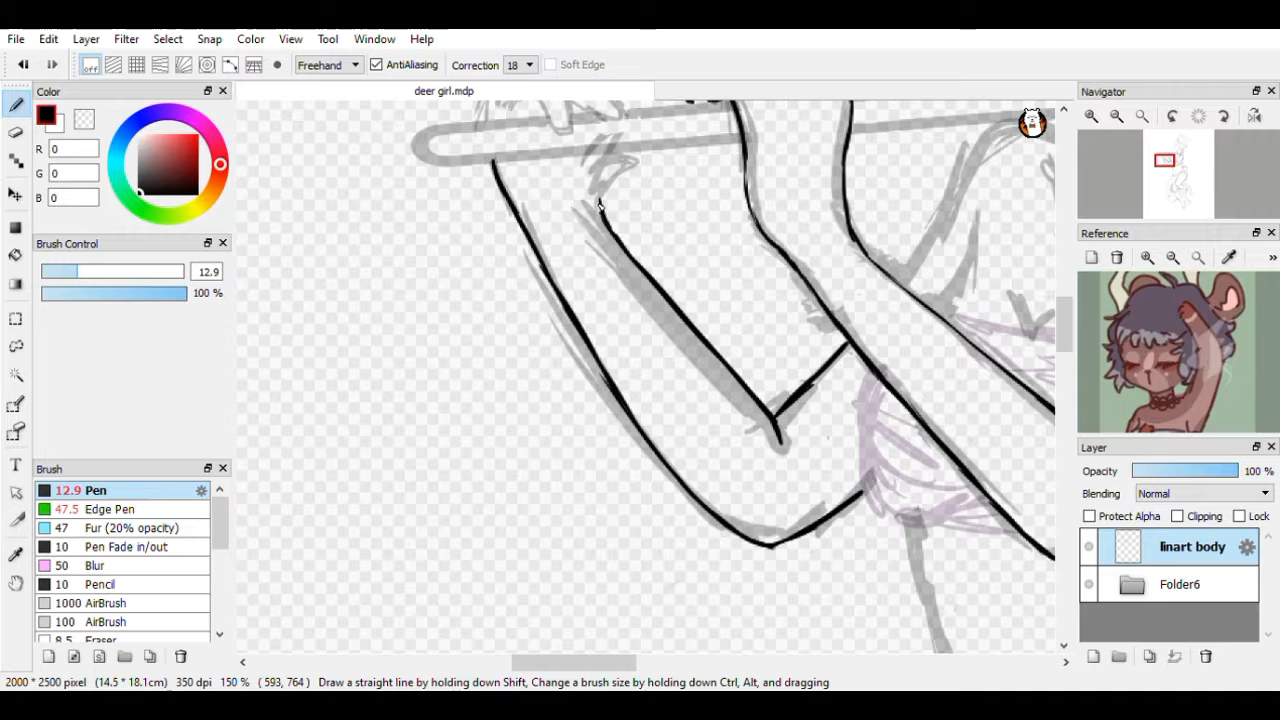 File Edit Layer Filter Select Snap Color View Tool Window Help
off Freehand AntiAliasing Correction 18 Soft Edge
deer girl.mdp
Color
R 0
G 0
B 0
Brush Control
12.9
100 %
Brush
12.9 Pen
47.5 Edge Pen
47 Fur (20% opacity)
10 Pen Fade in/out
50 Blur
10 Pencil
1000 AirBrush
100 AirBrush
8.5 Eraser
Navigator
Reference
»
Layer
Opacity 100 %
Blending Normal
Protect Alpha Clipping Lock
linart body
Folder6
2000 * 2500 pixel (14.5 * 18.1cm) 350 dpi 150 % ( 593, 764 ) Draw a straight line by holding down Shift, Change a brush size by holding down Ctrl, Alt, and dragging